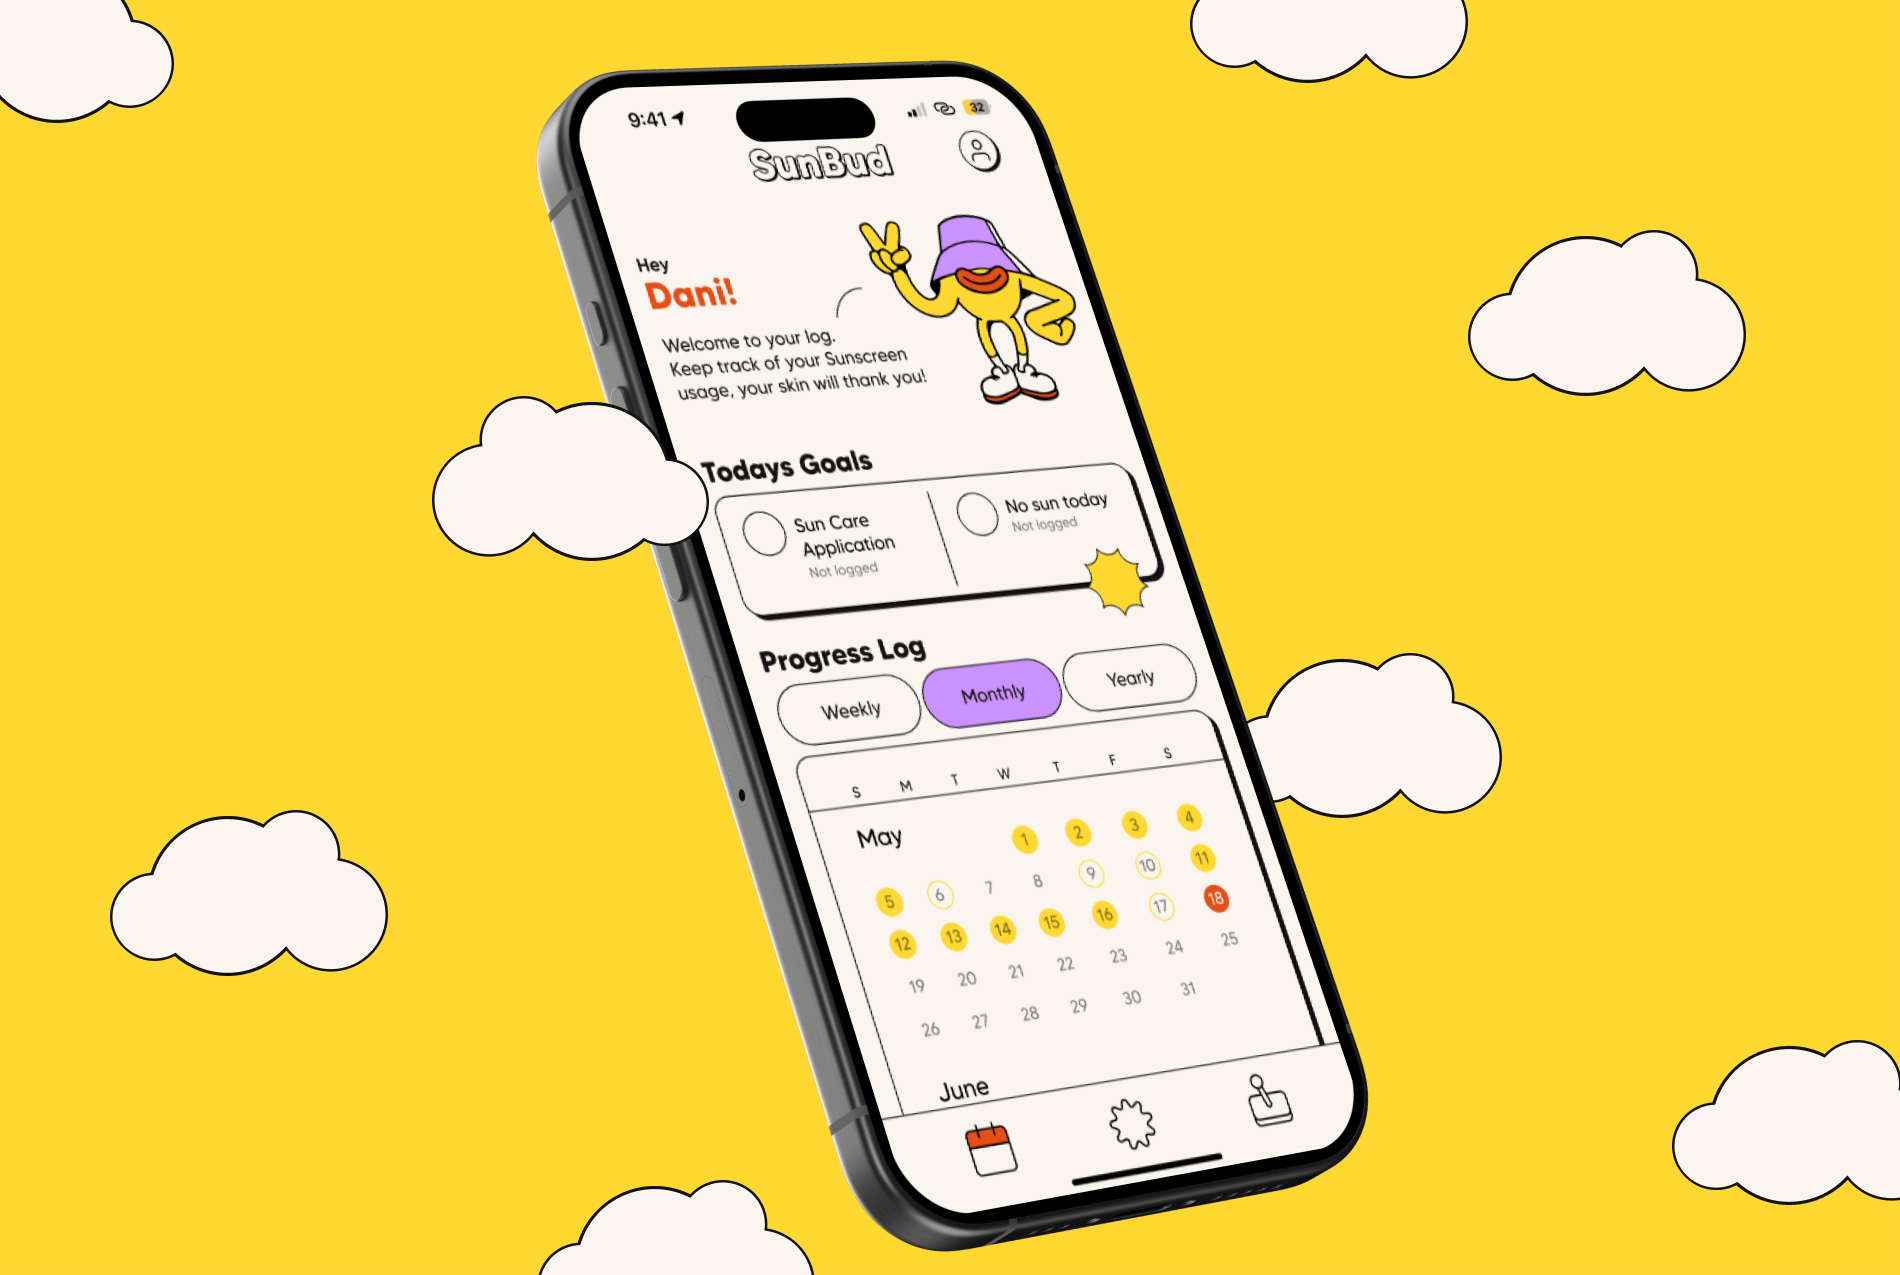 9:41
32
SunBud
Hey
Dani!
Welcome to your log.
Keep track of your Sunscreen
usage, your skin will thank you!
Todays Goals
Sun Care
Application
Not logged
No sun today
Not logged
Progress Log
Weekly
Monthly
Yearly
S M T W T F S
May
1 2 3 4
5 6 7 8 9 10 11
12 13 14 15 16 17 18
19 20 21 22 23 24 25
26 27 28 29 30 31
June